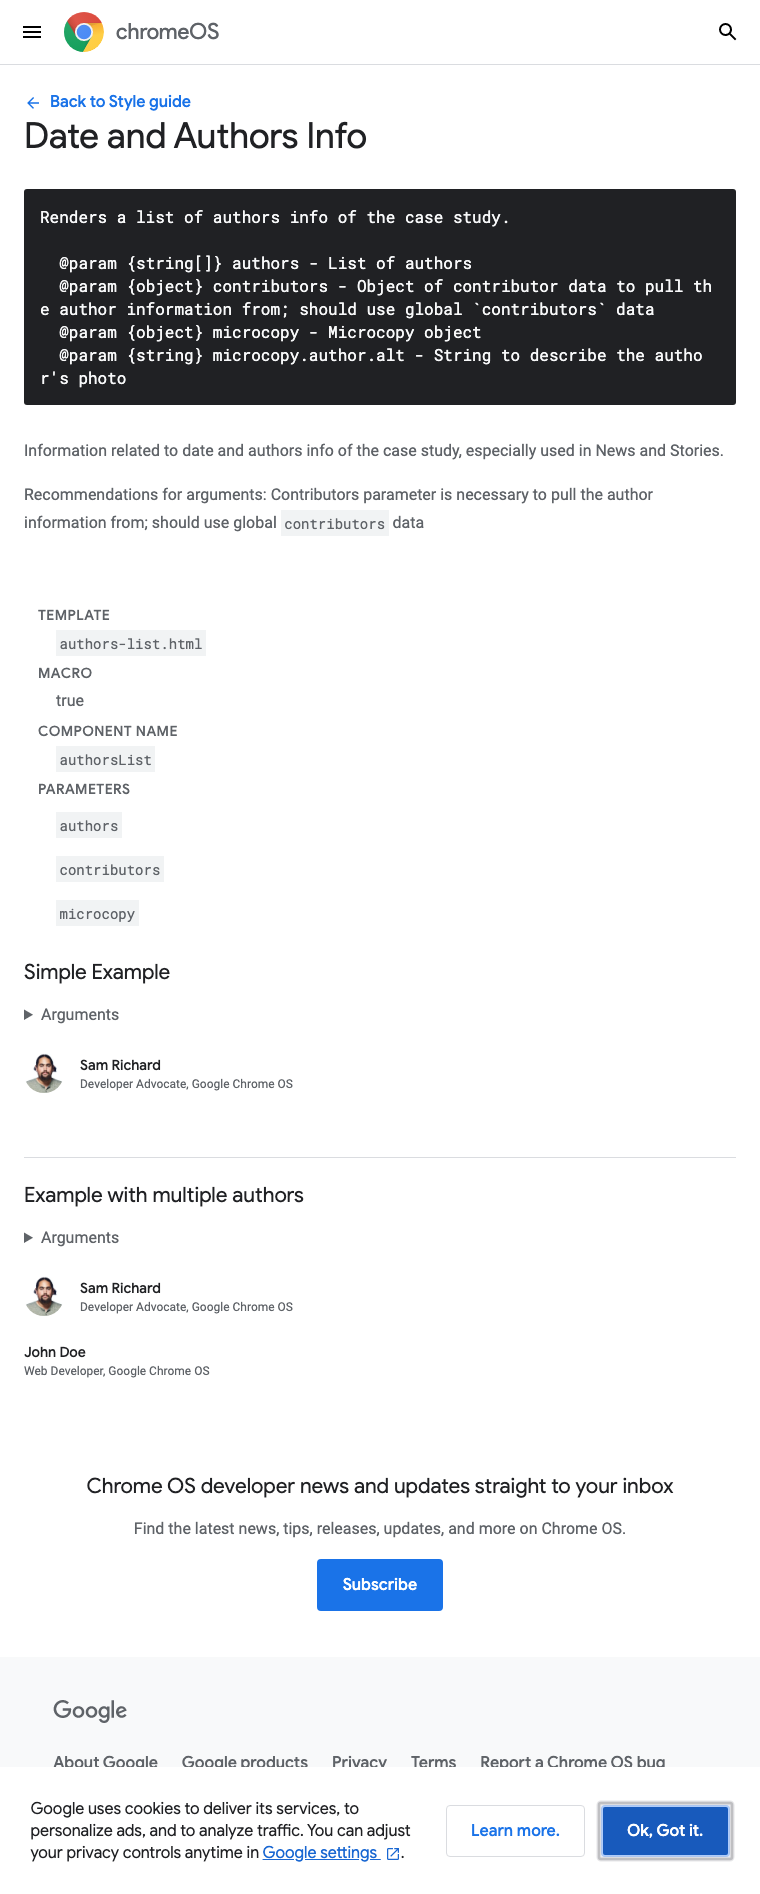 chromeOS
Back to Style guide
Date and Authors Info
Renders a list of authors info of the case study.
@param {string[]} authors - List of authors
@param {object} contributors - Object of contributor data to pull th
e author information from; should use global `contributors` data
@param {object} microcopy - Microcopy object
@param {string} microcopy.author.alt - String to describe the autho
r's photo
Information related to date and authors info of the case study, especially used in News and Stories.
Recommendations for arguments: Contributors parameter is necessary to pull the author
information from; should use global contributors data
TEMPLATE
authors-list.html
MACRO
true
COMPONENT NAME
authorsList
PARAMETERS
authors
contributors
microcopy
Simple Example
Arguments
Sam Richard
Developer Advocate, Google Chrome OS
Example with multiple authors
Arguments
Sam Richard
Developer Advocate, Google Chrome OS
John Doe
Web Developer, Google Chrome OS
Chrome OS developer news and updates straight to your inbox
Find the latest news, tips, releases, updates, and more on Chrome OS.
Subscribe
Google
About Google Google products Privacy Terms Report a Chrome OS bug
Google uses cookies to deliver its services, to
personalize ads, and to analyze traffic. You can adjust
your privacy controls anytime in Google settings .
Learn more.
Ok, Got it.